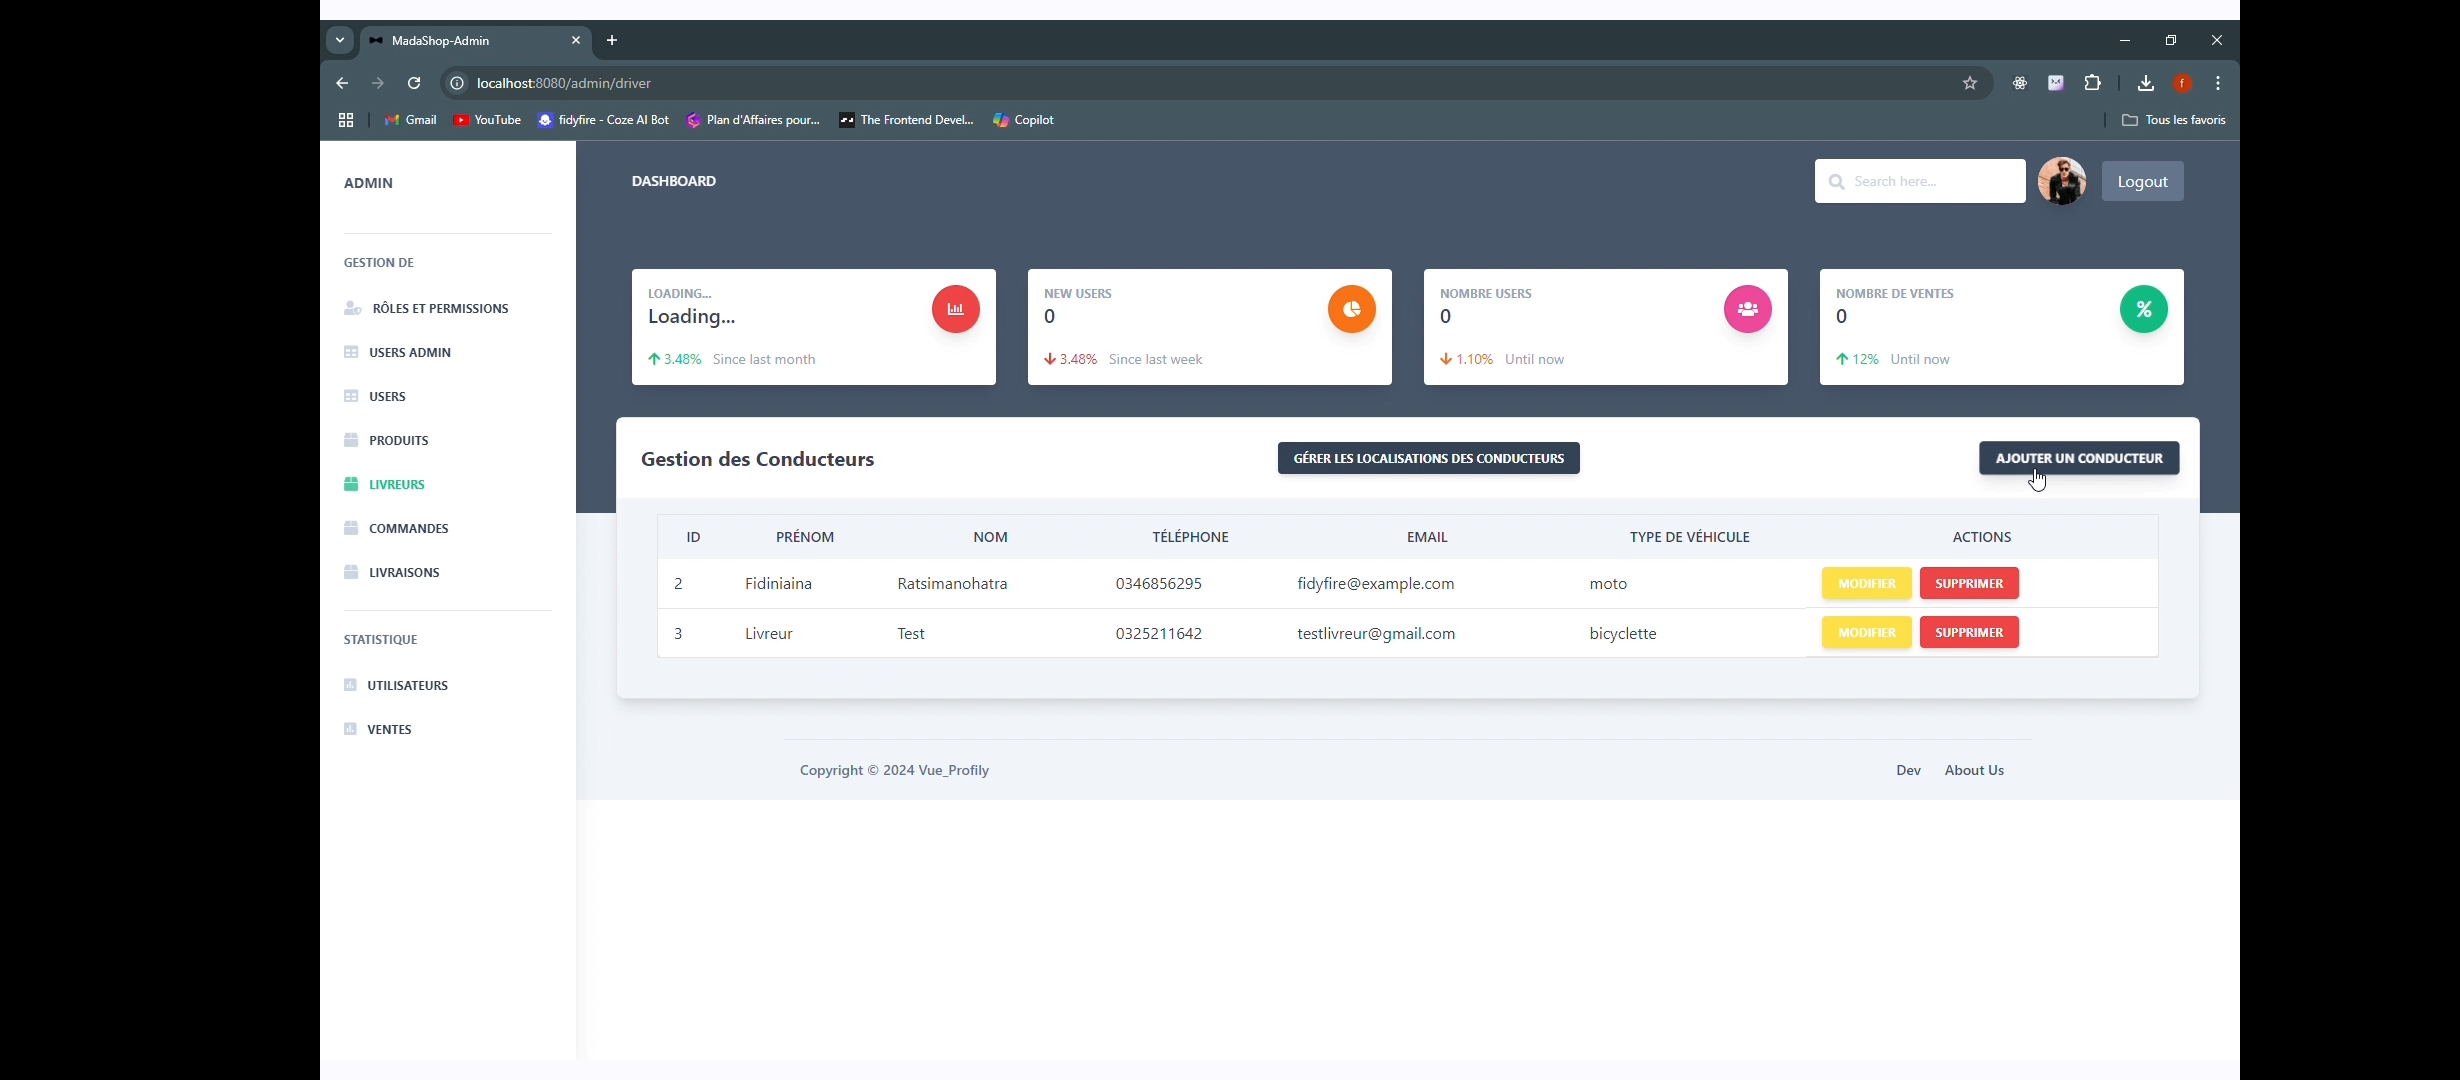 MadaShop-Admin
localhost:8080/admin/driver
f
Gmail YouTube fidyfire - Coze AI Bot Plan d'Affaires pour... The Frontend Devel... Copilot Tous les favoris
ADMIN
DASHBOARD
Search here...
Logout
GESTION DE
RÔLES ET PERMISSIONS
USERS ADMIN
USERS
PRODUITS
LIVREURS
COMMANDES
LIVRAISONS
STATISTIQUE
UTILISATEURS
VENTES
LOADING...
Loading...
3.48% Since last month
NEW USERS
0
3.48% Since last week
NOMBRE USERS
0
1.10% Until now
NOMBRE DE VENTES
0
12% Until now
Gestion des Conducteurs
GÉRER LES LOCALISATIONS DES CONDUCTEURS
AJOUTER UN CONDUCTEUR
ID PRÉNOM NOM TÉLÉPHONE EMAIL TYPE DE VÉHICULE ACTIONS
2 Fidiniaina Ratsimanohatra 0346856295 fidyfire@example.com moto MODIFIER SUPPRIMER
3 Livreur Test 0325211642 testlivreur@gmail.com bicyclette MODIFIER SUPPRIMER
Copyright © 2024 Vue_Profily
Dev About Us